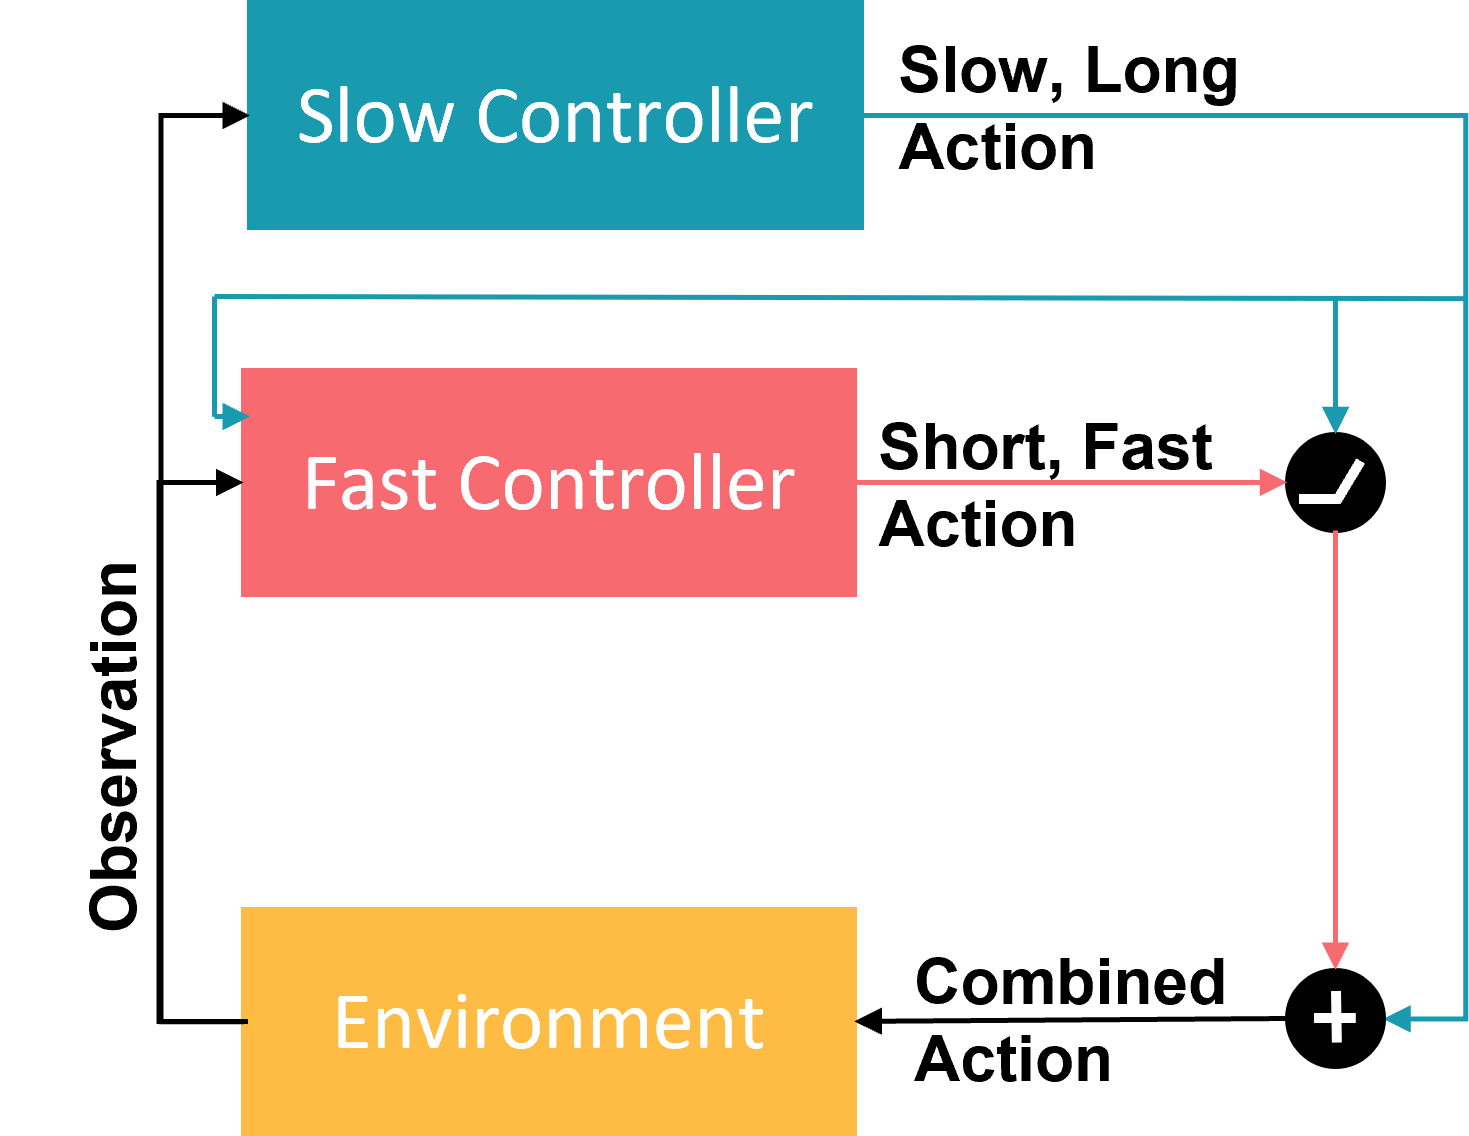 Slow Controller
Slow, Long
Action
Fast Controller
Short, Fast
Action
Observation
Environment
Combined
Action
+